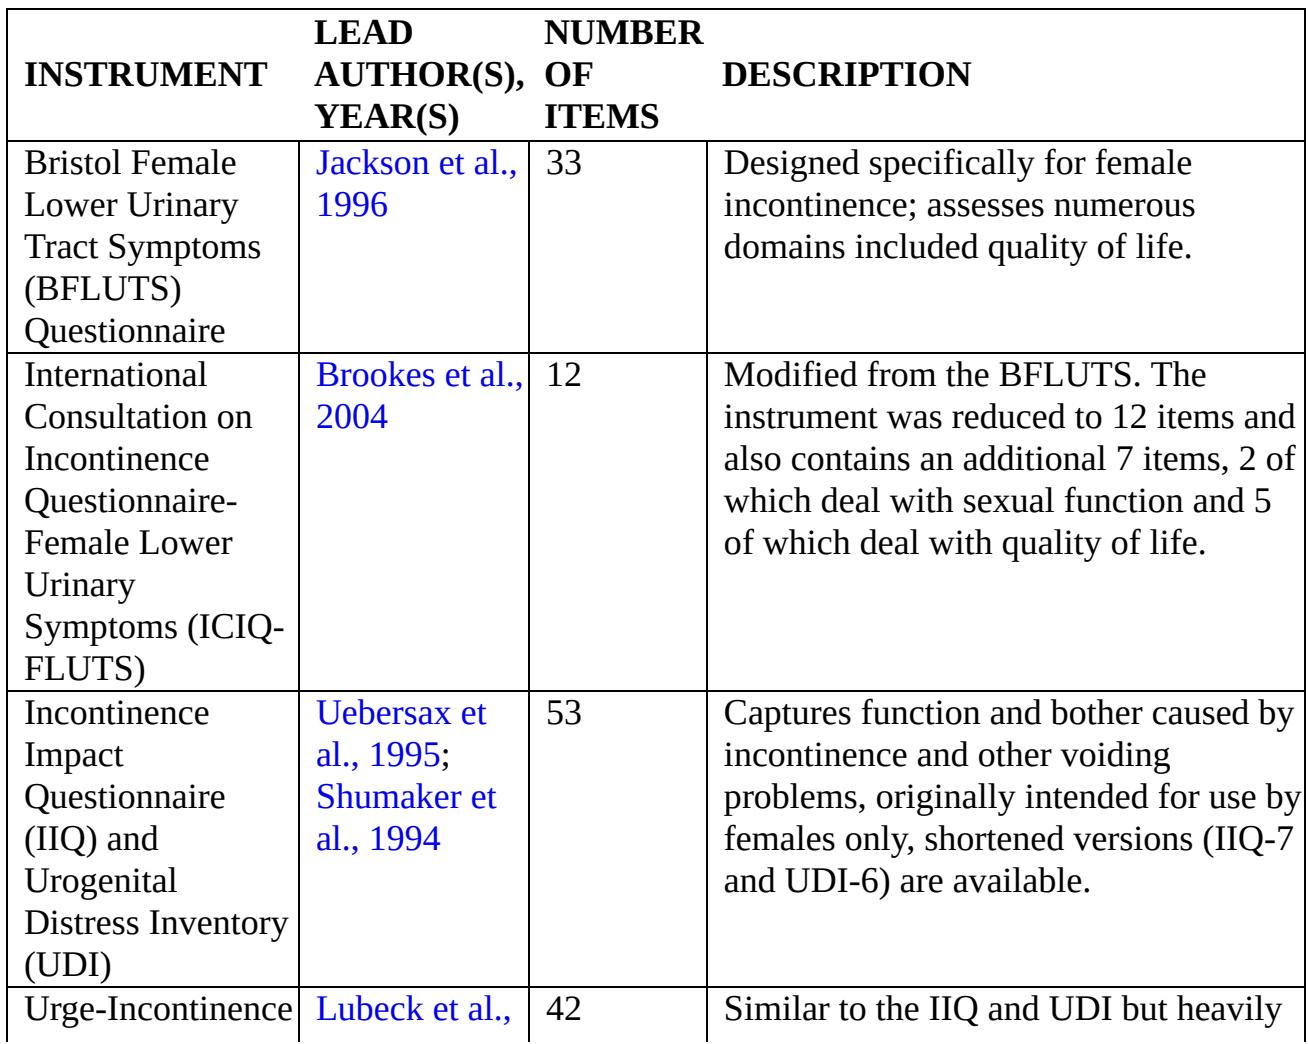 INSTRUMENT
LEAD
AUTHOR(S),
YEAR(S)
NUMBER
OF
ITEMS
DESCRIPTION
Bristol Female
Lower Urinary
Tract Symptoms
(BFLUTS)
Questionnaire
Jackson et al.,
1996
33
Designed specifically for female
incontinence; assesses numerous
domains included quality of life.
International
Consultation on
Incontinence
Questionnaire-
Female Lower
Urinary
Symptoms (ICIQ-
FLUTS)
Brookes et al.,
2004
12
Modified from the BFLUTS. The
instrument was reduced to 12 items and
also contains an additional 7 items, 2 of
which deal with sexual function and 5
of which deal with quality of life.
Incontinence
Impact
Questionnaire
(IIQ) and
Urogenital
Distress Inventory
(UDI)
Uebersax et
al., 1995;
Shumaker et
al., 1994
53
Captures function and bother caused by
incontinence and other voiding
problems, originally intended for use by
females only, shortened versions (IIQ-7
and UDI-6) are available.
Urge-Incontinence
Lubeck et al.,
42
Similar to the IIQ and UDI but heavily